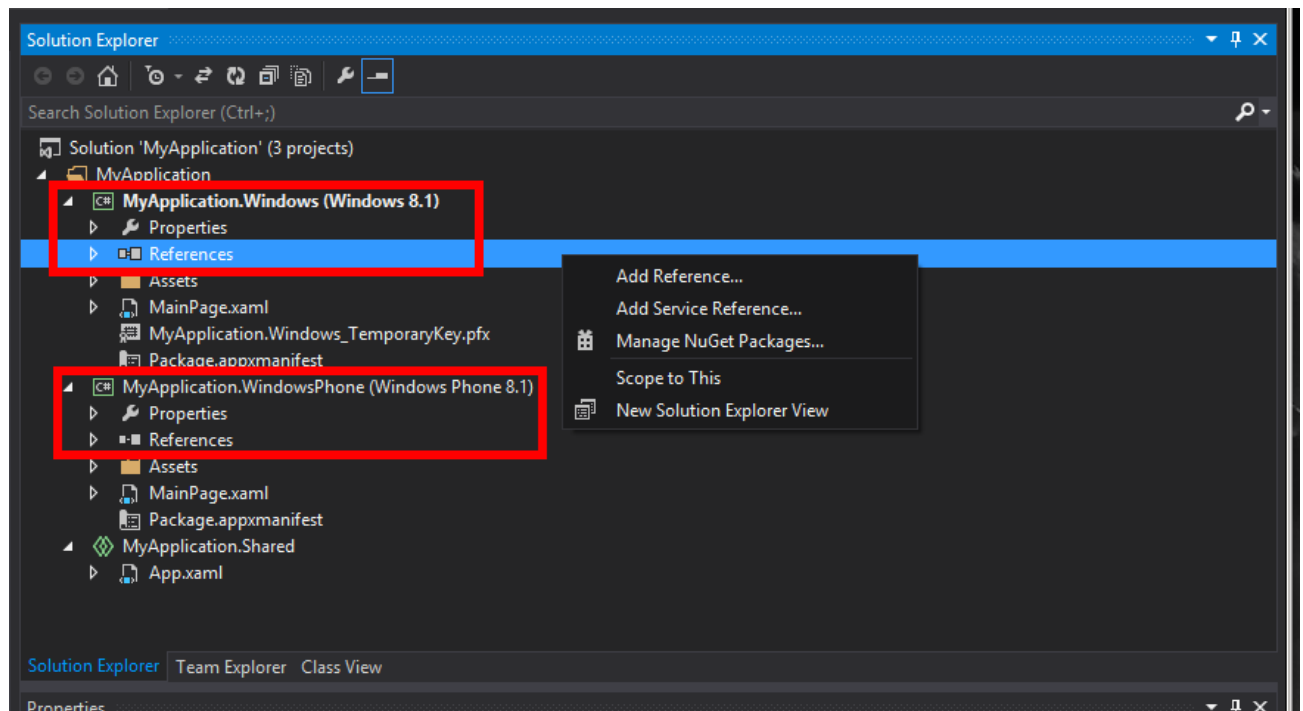 Solution Explorer
Search Solution Explorer (Ctrl+;)
Solution 'MyApplication' (3 projects)
MyApplication
C# MyApplication.Windows (Windows 8.1)
Properties
References
Assets
MainPage.xaml
MyApplication.Windows_TemporaryKey.pfx
Package.appxmanifest
C# MyApplication.WindowsPhone (Windows Phone 8.1)
Properties
References
Assets
MainPage.xaml
Package.appxmanifest
MyApplication.Shared
App.xaml
Add Reference...
Add Service Reference...
Manage NuGet Packages...
Scope to This
New Solution Explorer View
Solution Explorer Team Explorer Class View
Properties